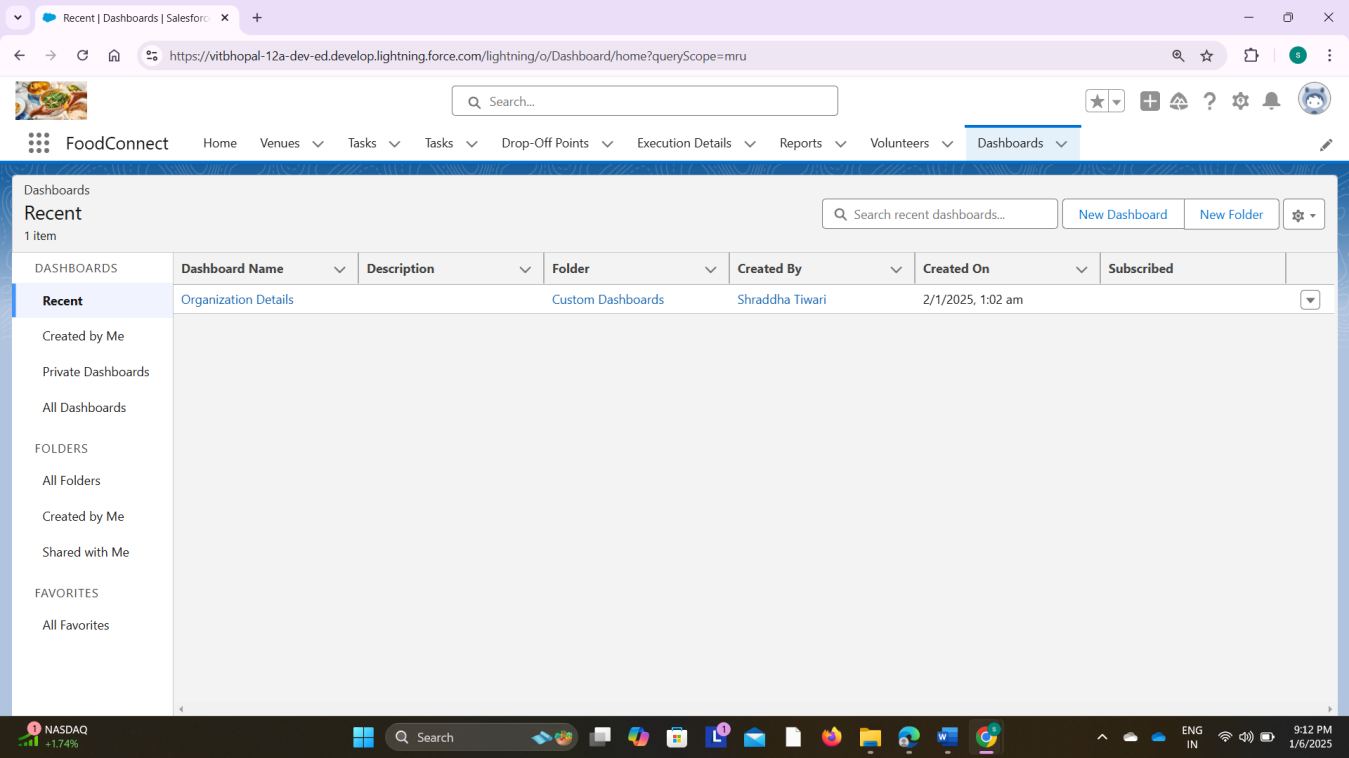 Recent | Dashboards | Salesforc
https://vitbhopal-12a-dev-ed.develop.lightning.force.com/lightning/o/Dashboard/home?queryScope=mru
S
Search...
FoodConnect
Home
Venues
Tasks
Tasks
Drop-Off Points
Execution Details
Reports
Volunteers
Dashboards
Dashboards
Recent
1 item
Search recent dashboards...
New Dashboard
New Folder
DASHBOARDS
Recent
Created by Me
Private Dashboards
All Dashboards
FOLDERS
All Folders
Created by Me
Shared with Me
FAVORITES
All Favorites
Dashboard Name
Description
Folder
Created By
Created On
Subscribed
Organization Details
Custom Dashboards
Shraddha Tiwari
2/1/2025, 1:02 am
1
NASDAQ
+1.74%
Search
L
1
W
S
ENG
IN
9:12 PM
1/6/2025